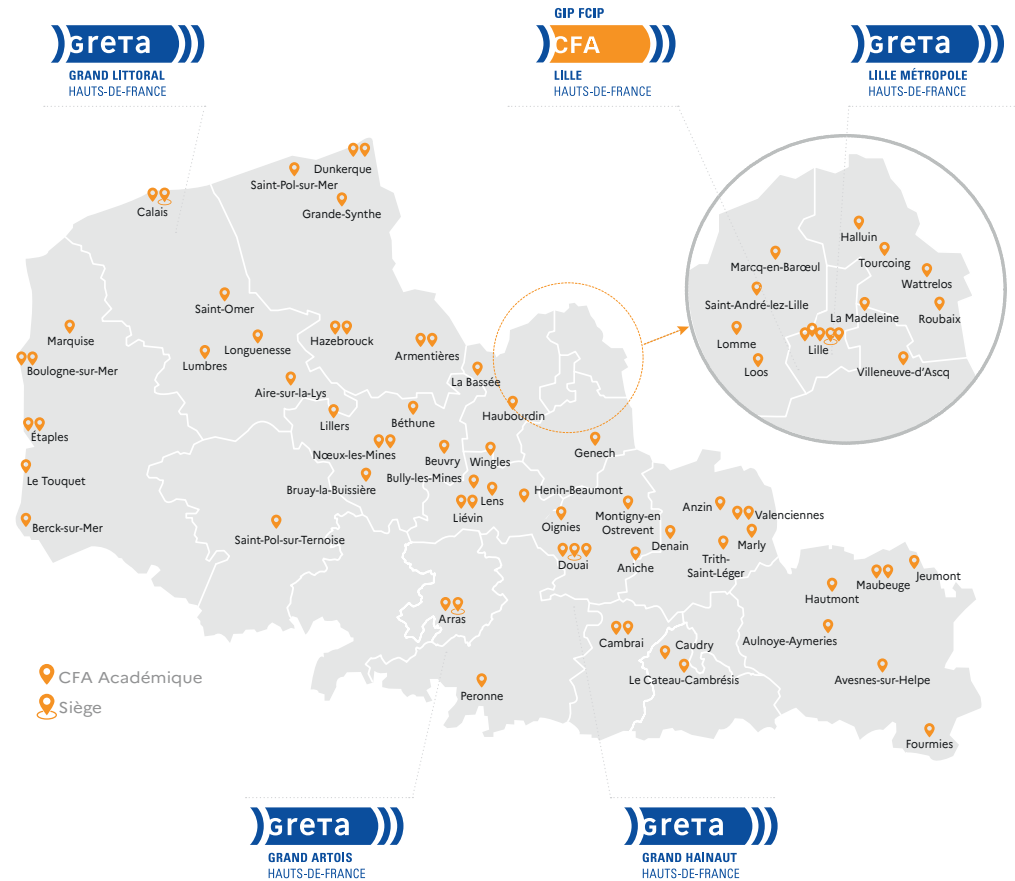 GIP FCIP
GRETA
GRAND LITTORAL
HAUTS-DE-FRANCE
CFA
LILLE
HAUTS-DE-FRANCE
GRETA
LILLE MÉTROPOLE
HAUTS-DE-FRANCE
Dunkerque
Saint-Pol-sur-Mer
Grande-Synthe
Calais
Saint-Omer
Marquise
Longuenesse
Hazebrouck
Armentières
Lumbres
Boulogne-sur-Mer
La Bassée
Aire-sur-la-Lys
Lillers
Béthune
Haubourdin
Étaples
Nœux-les-Mines
Beuvry
Wingles
Genech
Le Touquet
Bruay-la-Buissière
Bully-les-Mines
Lens
Henin-Beaumont
Liévin
Oignies
Montigny-en
Ostrevent
Anzin
Valenciennes
Berck-sur-Mer
Saint-Pol-sur-Ternoise
Denain
Marly
Trith-
Saint-Léger
Douai
Aniche
Jeumont
Maubeuge
Hautmont
Arras
Cambrai
Caudry
Aulnoye-Aymeries
Le Cateau-Cambrésis
Avesnes-sur-Helpe
Peronne
Fourmies
Halluin
Marcq-en-Barœul
Tourcoing
Wattrelos
Saint-André-lez-Lille
La Madeleine
Roubaix
Lomme
Lille
Loos
Villeneuve-d'Ascq
CFA Académique
Siège
GRETA
GRAND ARTOIS
HAUTS-DE-FRANCE
GRETA
GRAND HAINAUT
HAUTS-DE-FRANCE